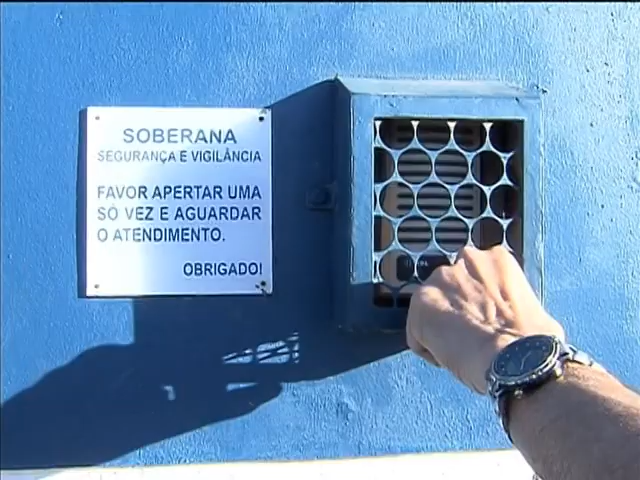 SOBERANA
SEGURANÇA E VIGILÂNCIA
FAVOR APERTAR UMA
SÓ VEZ E AGUARDAR
O ATENDIMENTO.
OBRIGADO!